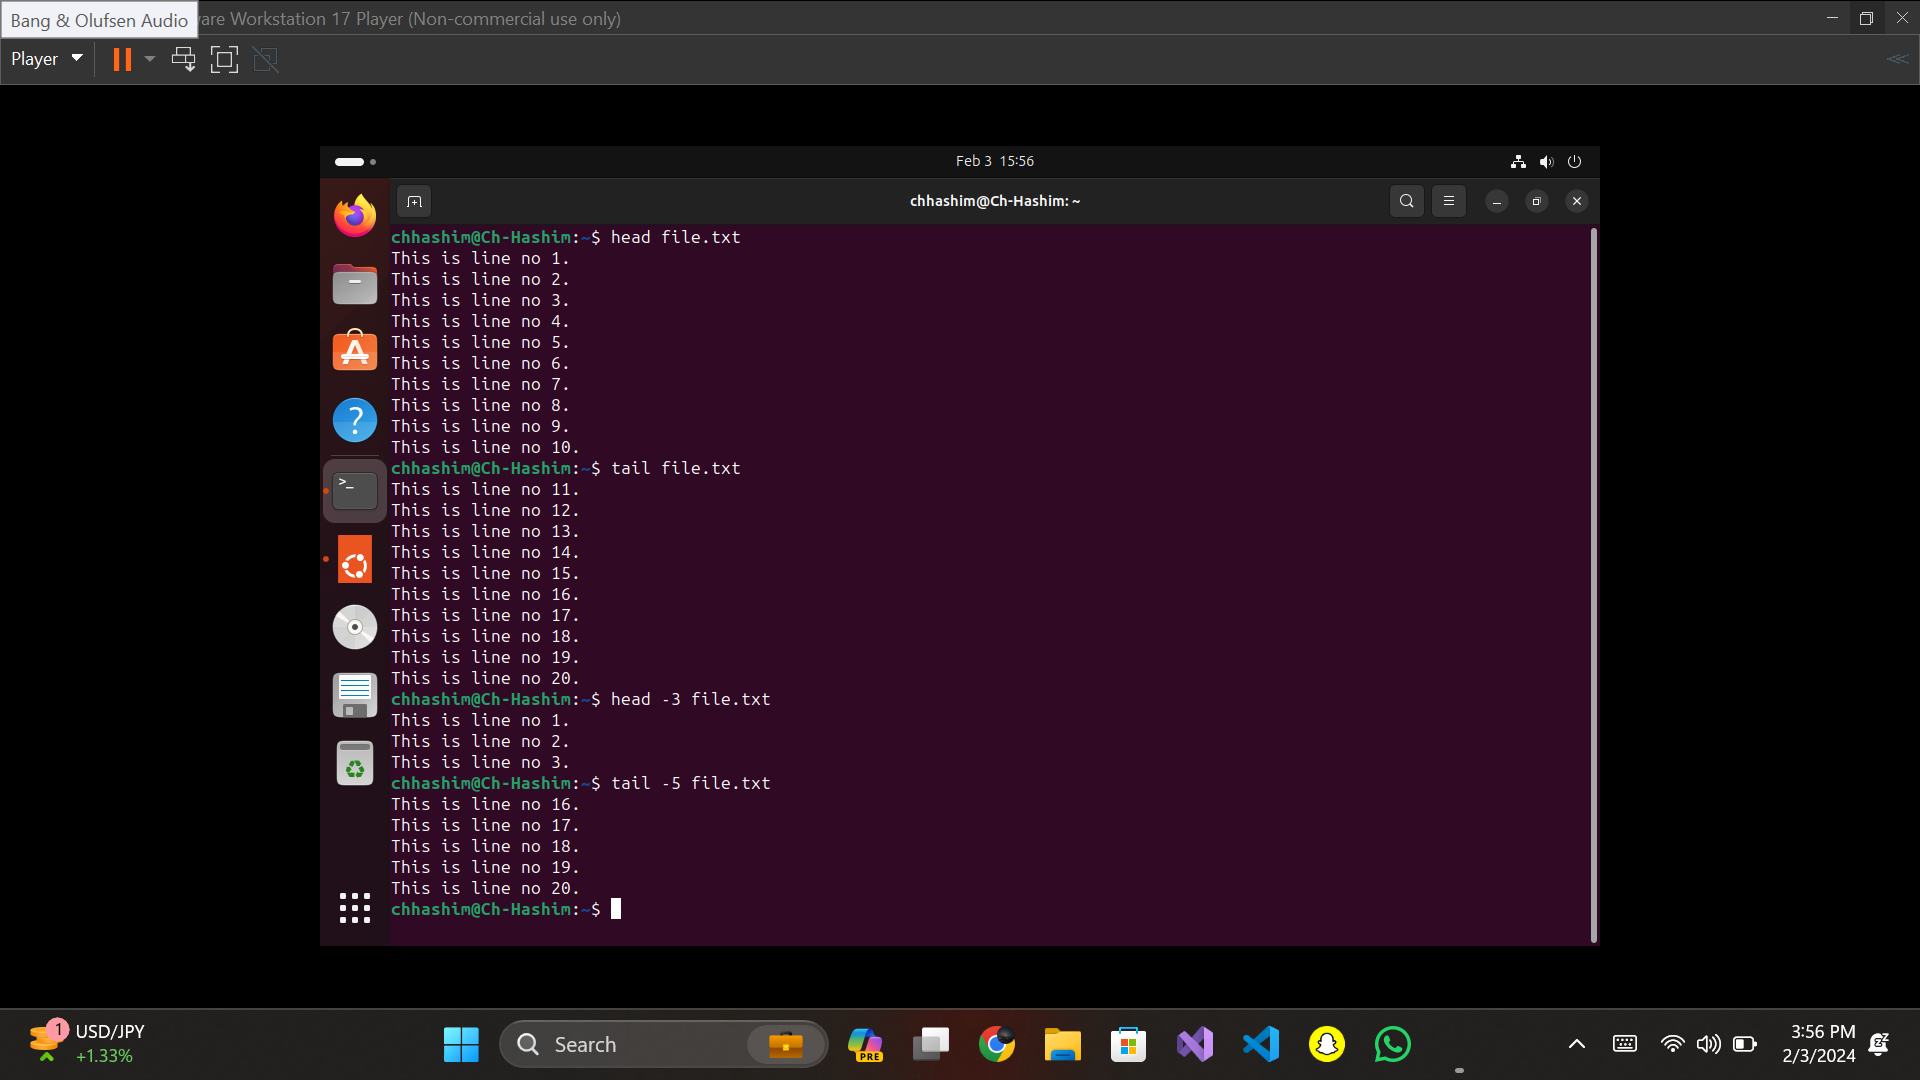 Bang & Olufsen Audio
are Workstation 17 Player (Non-commercial use only)
Player
Feb 3 15:56
chhashim@Ch-Hashim: ~
chhashim@Ch-Hashim:~$ head file.txt
This is line no 1.
This is line no 2.
This is line no 3.
This is line no 4.
This is line no 5.
This is line no 6.
This is line no 7.
This is line no 8.
This is line no 9.
This is line no 10.
chhashim@Ch-Hashim:~$ tail file.txt
This is line no 11.
This is line no 12.
This is line no 13.
This is line no 14.
This is line no 15.
This is line no 16.
This is line no 17.
This is line no 18.
This is line no 19.
This is line no 20.
chhashim@Ch-Hashim:~$ head -3 file.txt
This is line no 1.
This is line no 2.
This is line no 3.
chhashim@Ch-Hashim:~$ tail -5 file.txt
This is line no 16.
This is line no 17.
This is line no 18.
This is line no 19.
This is line no 20.
chhashim@Ch-Hashim:~$
1
USD/JPY
+1.33%
Search
PRE
3:56 PM
2/3/2024